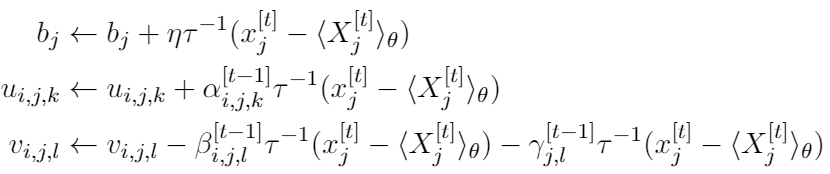 b_j ← b_j + ητ^{-1}(x_j^{[t]} − ⟨X_j^{[t]}⟩_θ)
u_{i,j,k} ← u_{i,j,k} + α_{i,j,k}^{[t−1]} τ^{-1}(x_j^{[t]} − ⟨X_j^{[t]}⟩_θ)
v_{i,j,l} ← v_{i,j,l} − β_{i,j,l}^{[t−1]} τ^{-1}(x_j^{[t]} − ⟨X_j^{[t]}⟩_θ) − γ_{j,l}^{[t−1]} τ^{-1}(x_j^{[t]} − ⟨X_j^{[t]}⟩_θ)